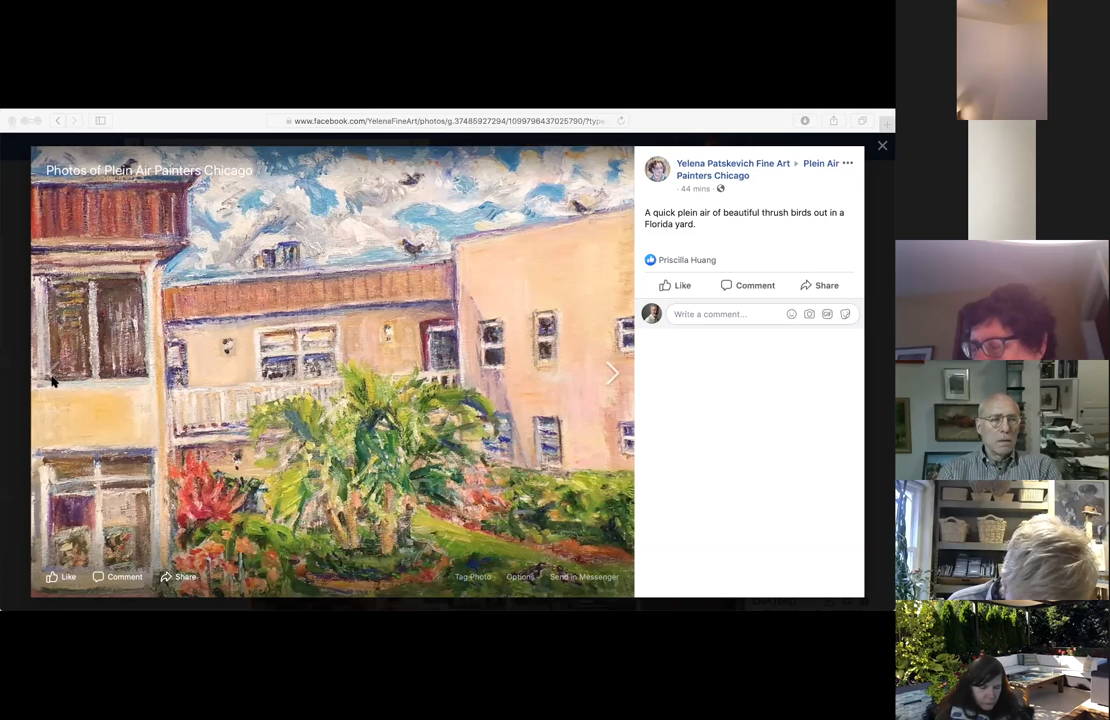 www.facebook.com/YelenaFineArt/photos/g.37485927294/1099796437025790/?type
Photos of Plein Air Painters Chicago
Yelena Patskevich Fine Art ▸ Plein Air ···
Painters Chicago
· 44 mins ·
A quick plein air of beautiful thrush birds out in a
Florida yard.
Priscilla Huang
Like Comment Share
Write a comment...
GIF
Like Comment Share
Tag Photo Options Send in Messenger